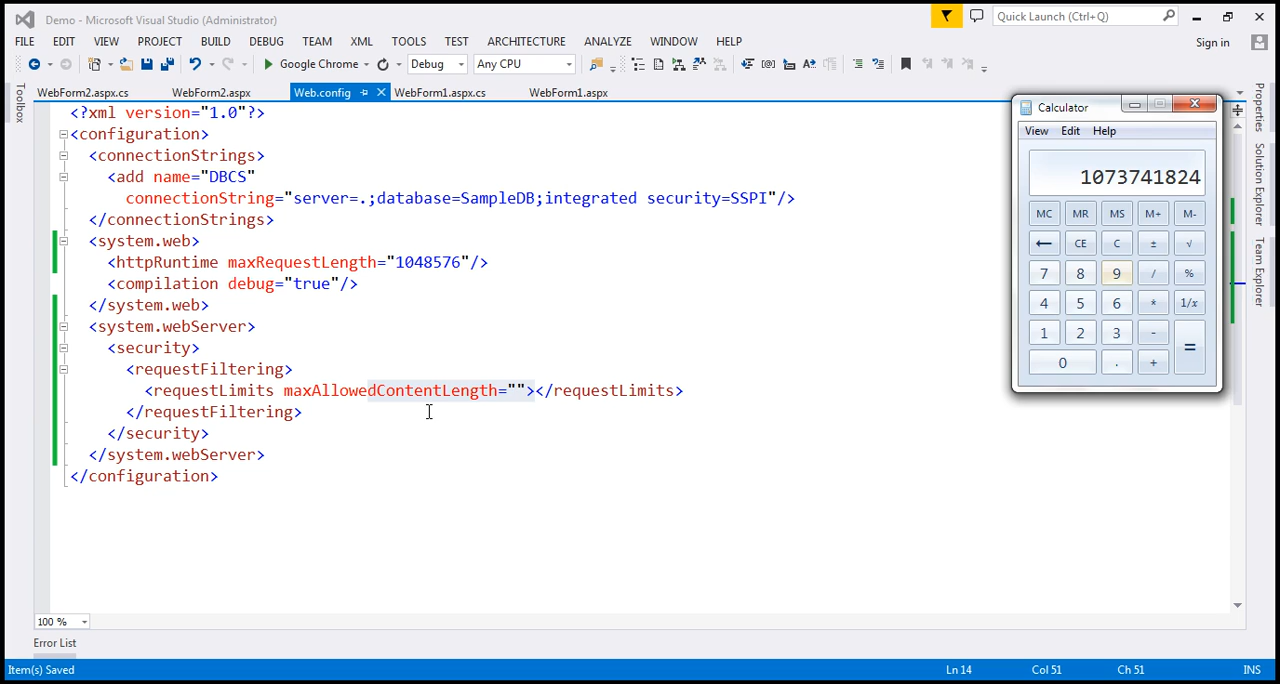 Demo - Microsoft Visual Studio (Administrator)
Quick Launch (Ctrl+Q)
FILE EDIT VIEW PROJECT BUILD DEBUG TEAM XML TOOLS TEST ARCHITECTURE ANALYZE WINDOW HELP
Sign in
Google Chrome
Debug
Any CPU
Toolbox
WebForm2.aspx.cs WebForm2.aspx Web.config WebForm1.aspx.cs WebForm1.aspx
<?xml version="1.0"?>
<configuration>
<connectionStrings>
<add name="DBCS"
connectionString="server=.;database=SampleDB;integrated security=SSPI"/>
</connectionStrings>
<system.web>
<httpRuntime maxRequestLength="1048576"/>
<compilation debug="true"/>
</system.web>
<system.webServer>
<security>
<requestFiltering>
<requestLimits maxAllowedContentLength=""></requestLimits>
</requestFiltering>
</security>
</system.webServer>
</configuration>
Calculator
View Edit Help
1073741824
MC MR MS M+ M-
← CE C ± √
7 8 9 / %
4 5 6 * 1/x
1 2 3 - =
0 . +
Properties
Solution Explorer
Team Explorer
100 %
Error List
Item(s) Saved
Ln 14 Col 51 Ch 51 INS